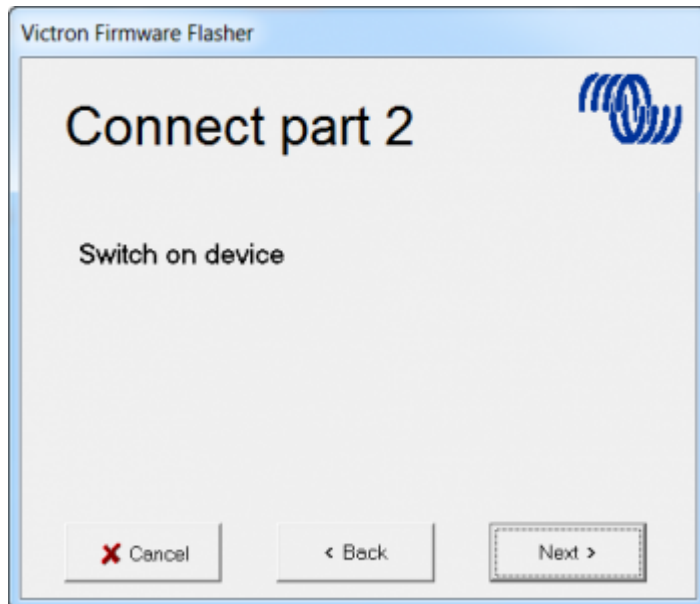 Victron Firmware Flasher
Connect part 2
Switch on device
Cancel
< Back
Next >